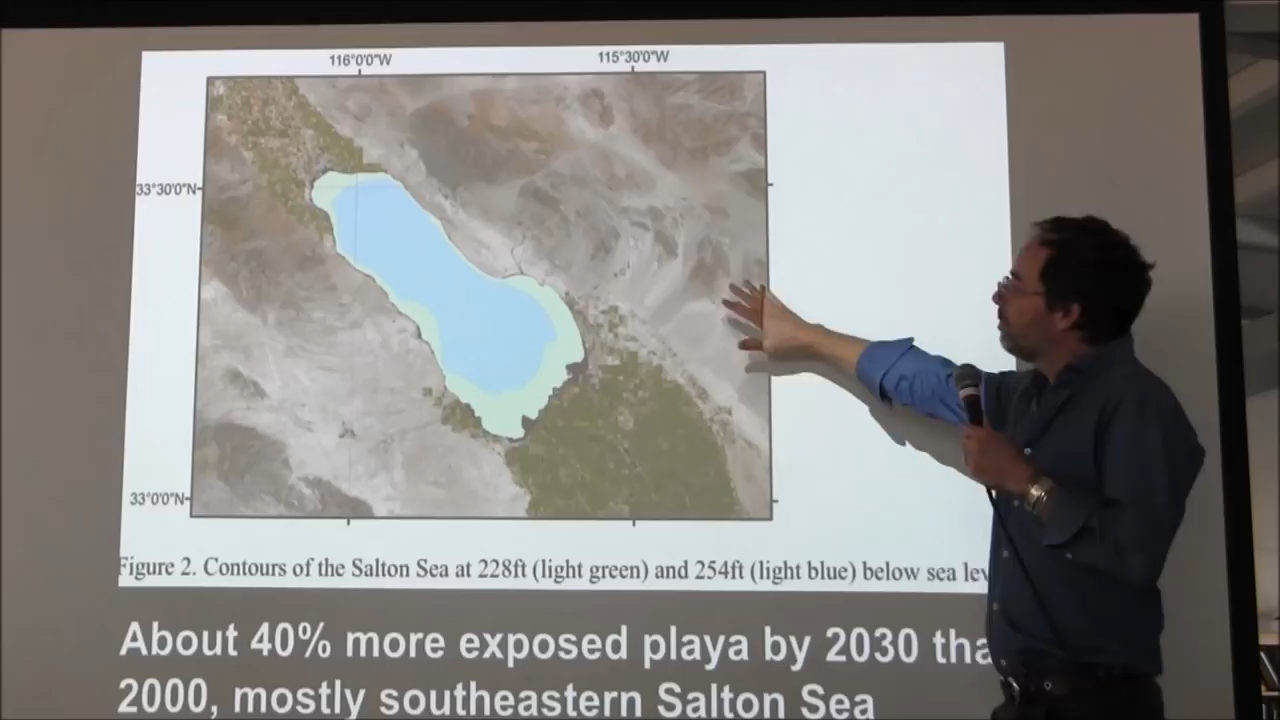 116°0'0"W 115°30'0"W
33°30'0"N
33°0'0"N
Figure 2. Contours of the Salton Sea at 228ft (light green) and 254ft (light blue) below sea lev
About 40% more exposed playa by 2030 tha
2000, mostly southeastern Salton Sea